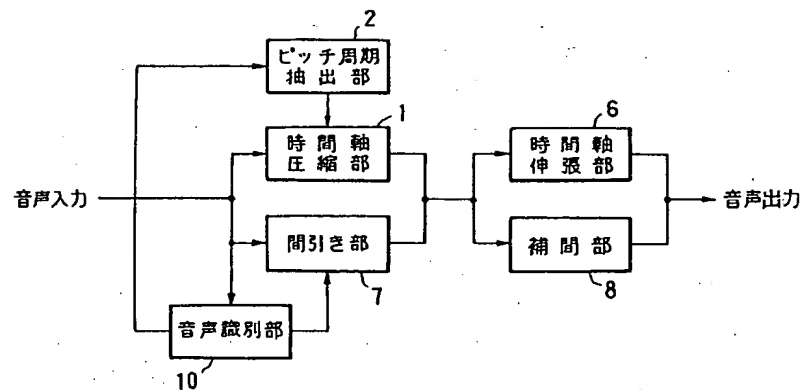 2
ピッチ周期
抽出部
1
時間軸
圧縮部
6
時間軸
伸張部
音声入力
音声出力
間引き部
7
補間部
8
音声識別部
10